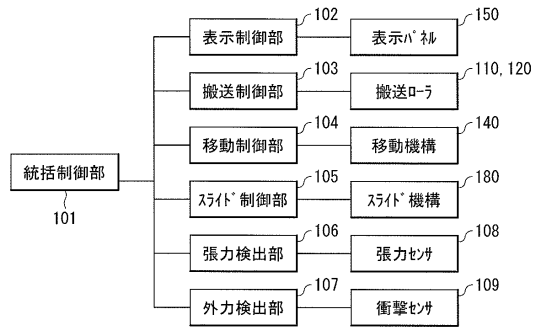 102
150
表示制御部
表示ﾊﾟﾈﾙ
103
110, 120
搬送制御部
搬送ﾛｰﾗ
104
140
移動制御部
移動機構
統括制御部
101
105
180
ｽﾗｲﾄﾞ制御部
ｽﾗｲﾄﾞ機構
106
108
張力検出部
張力ｾﾝｻ
107
109
外力検出部
衝撃ｾﾝｻ